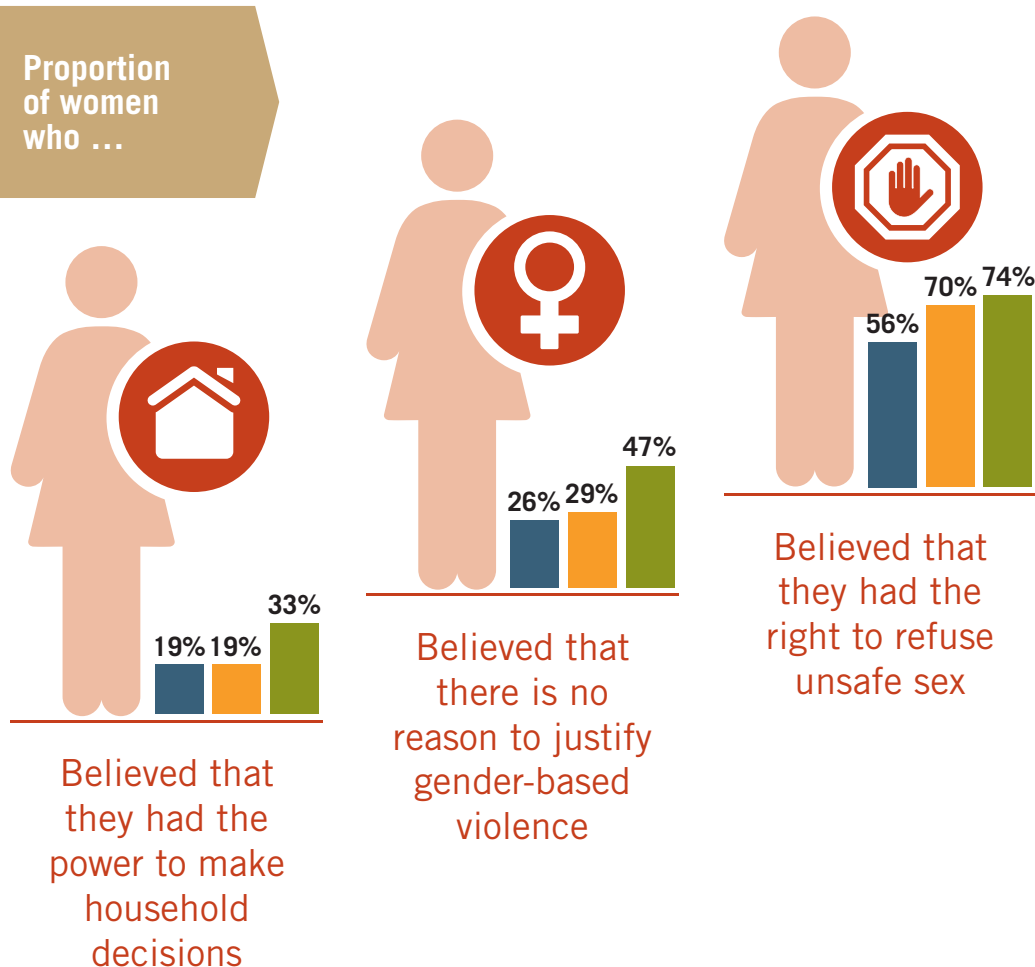 Proportion
of women
who ...
19% 19% 33%
Believed that
they had the
power to make
household
decisions
26% 29% 47%
Believed that
there is no
reason to justify
gender-based
violence
56% 70% 74%
Believed that
they had the
right to refuse
unsafe sex